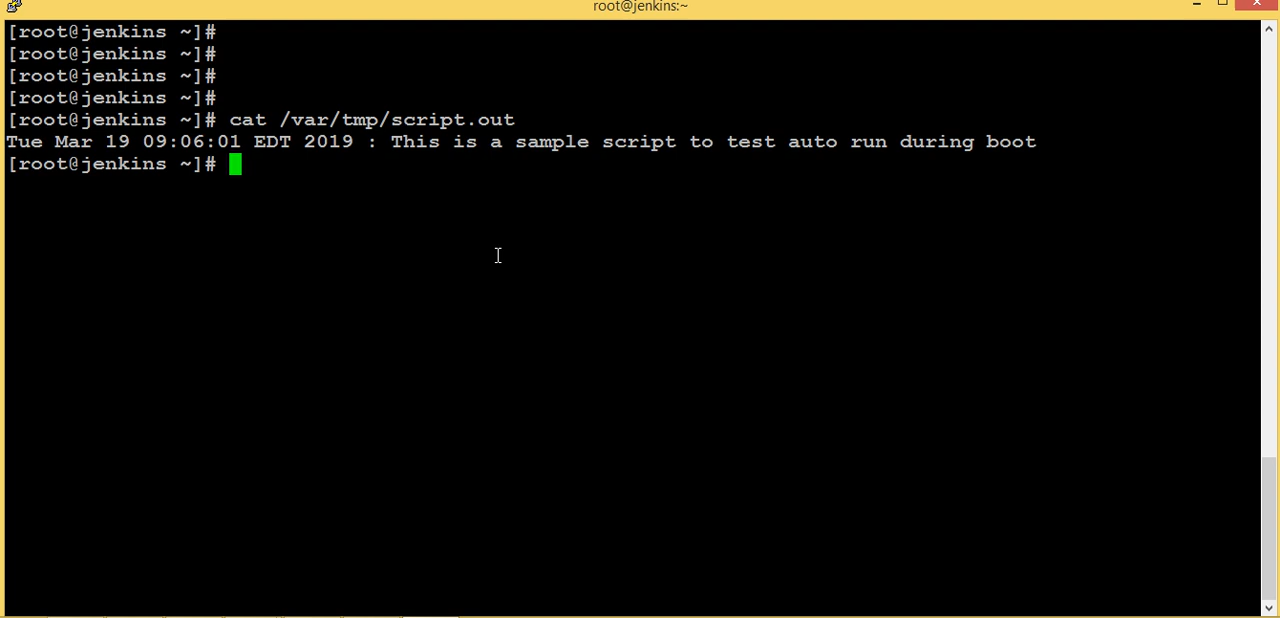 root@jenkins:~
[root@jenkins ~]#
[root@jenkins ~]#
[root@jenkins ~]#
[root@jenkins ~]#
[root@jenkins ~]# cat /var/tmp/script.out
Tue Mar 19 09:06:01 EDT 2019 : This is a sample script to test auto run during boot
[root@jenkins ~]#